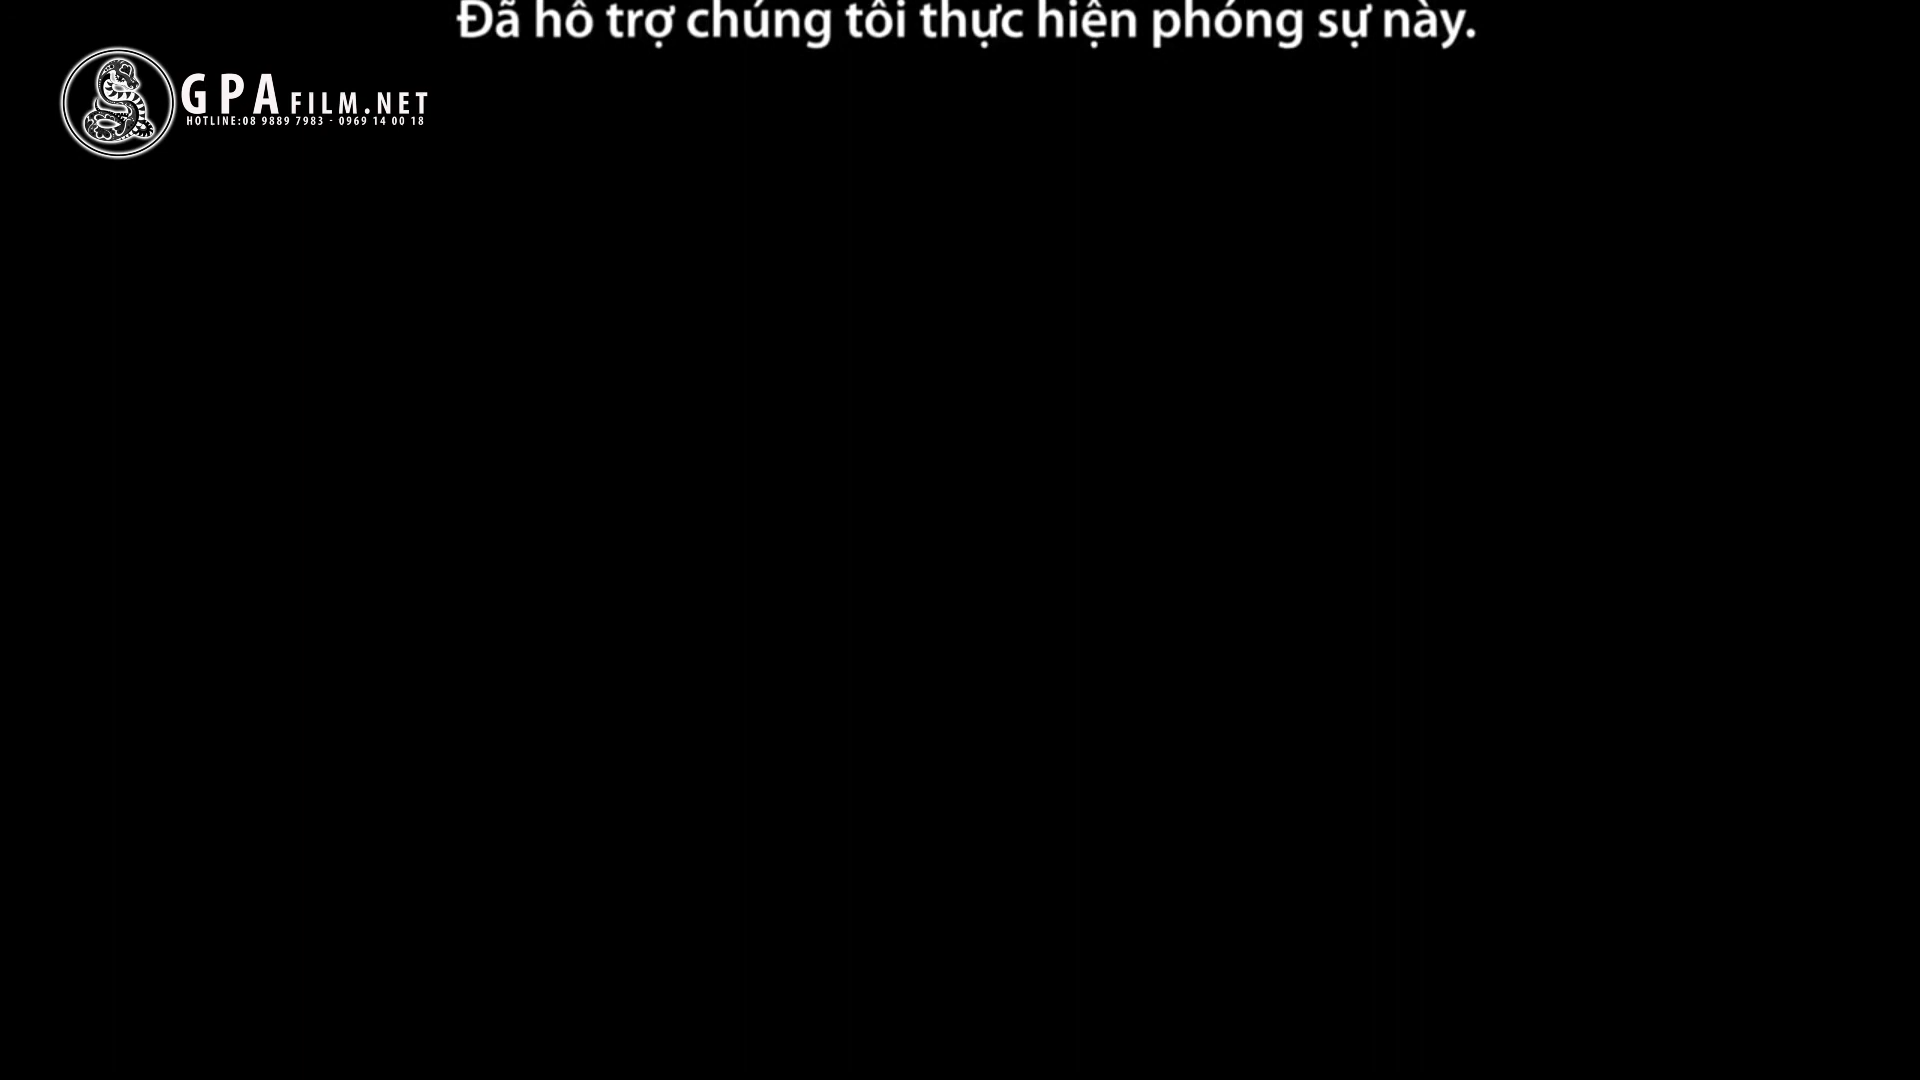 Đã hỗ trợ chúng tôi thực hiện phóng sự này.
GPA FILM.NET
HOTLINE:08 9889 7983 - 0969 14 00 18